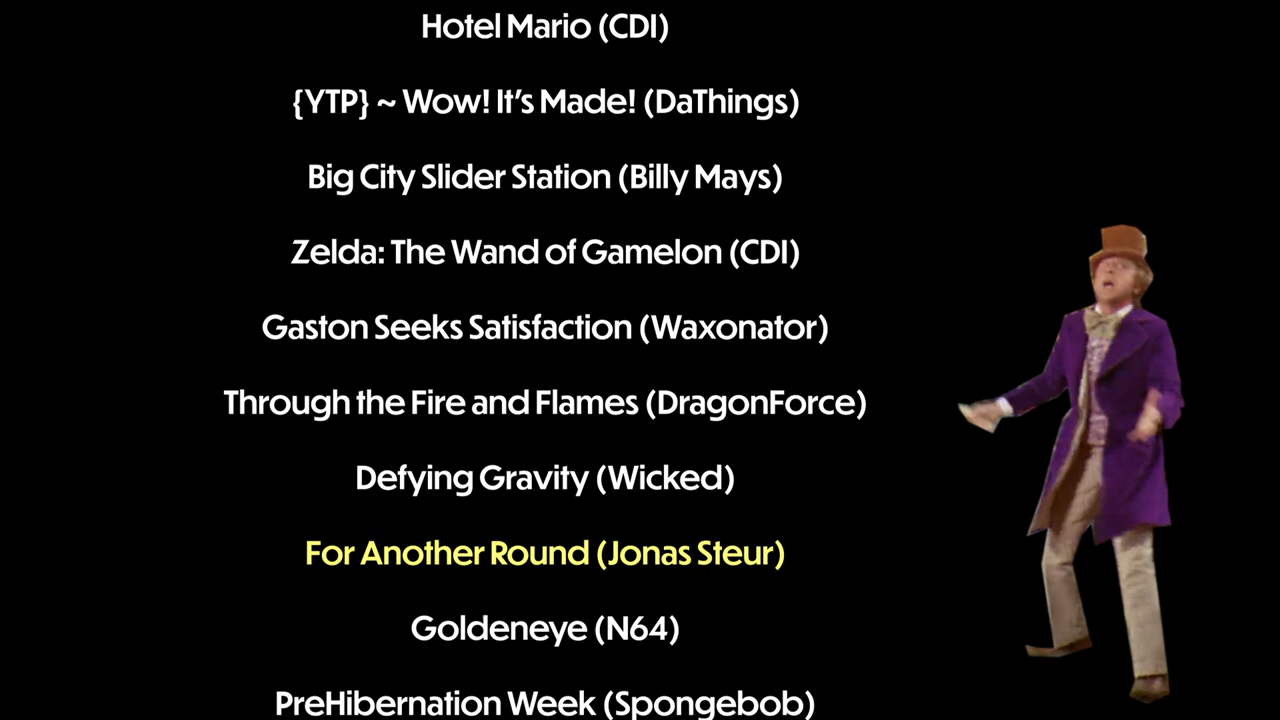 Hotel Mario (CDI)
{YTP} ~ Wow! It's Made! (DaThings)
Big City Slider Station (Billy Mays)
Zelda: The Wand of Gamelon (CDI)
Gaston Seeks Satisfaction (Waxonator)
Through the Fire and Flames (DragonForce)
Defying Gravity (Wicked)
For Another Round (Jonas Steur)
Goldeneye (N64)
PreHibernation Week (Spongebob)